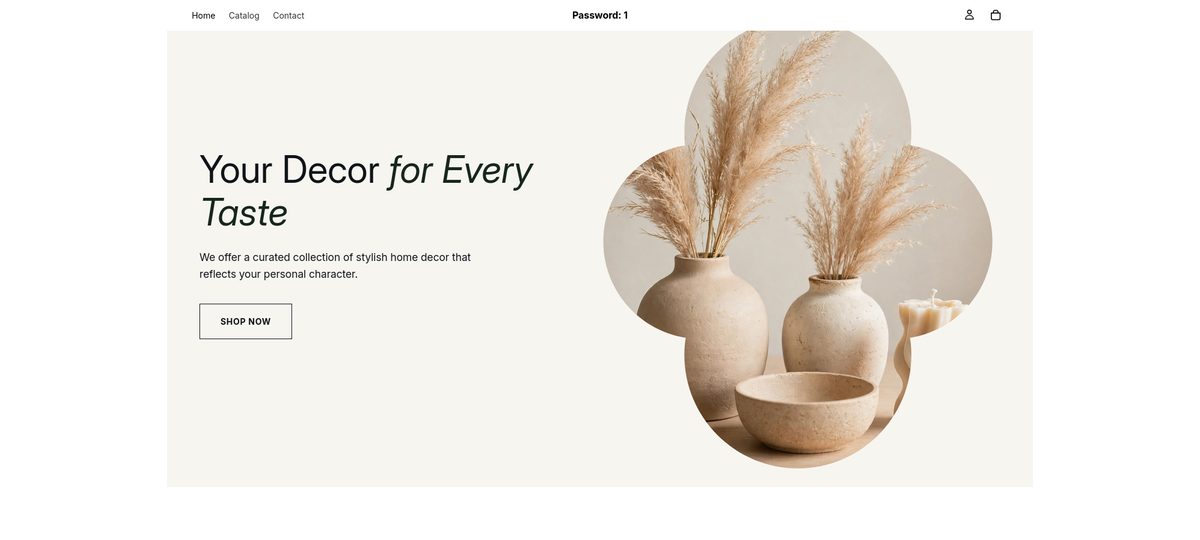 Home Catalog Contact Password: 1
Your Decor for Every
Taste
We offer a curated collection of stylish home decor that
reflects your personal character.
SHOP NOW